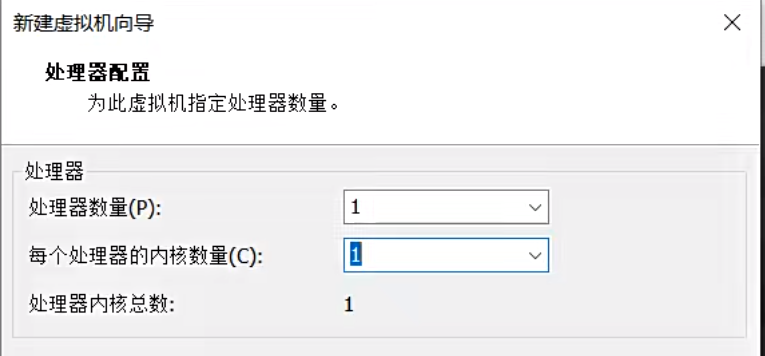 新建虚拟机向导
处理器配置
为此虚拟机指定处理器数量。
处理器
处理器数量(P): 1
每个处理器的内核数量(C): 1
处理器内核总数: 1